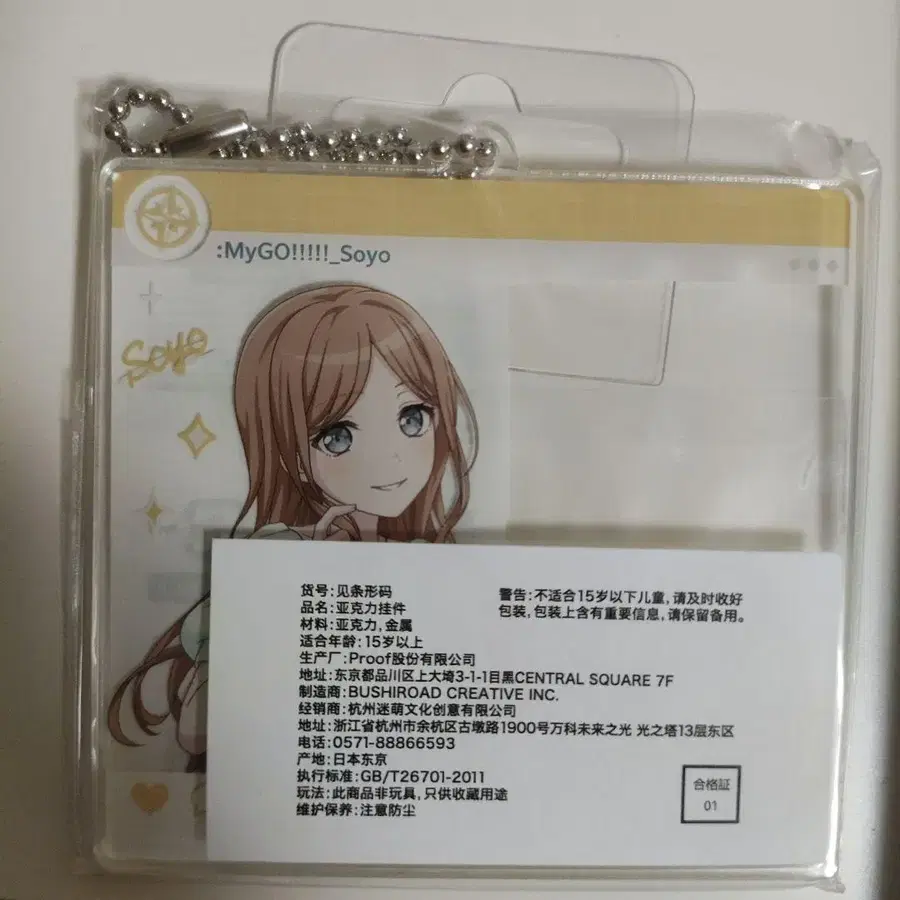 :MyGO!!!!!_Soyo
Soyo
货号:见条形码
品名:亚克力挂件
材料:亚克力,金属
适合年龄:15岁以上
生产厂:Proof股份有限公司
地址:东京都品川区上大埼3-1-1目黑CENTRAL SQUARE 7F
制造商:BUSHIROAD CREATIVE INC.
经销商:杭州迷萌文化创意有限公司
地址:浙江省杭州市余杭区古墩路1900号万科未来之光 光之塔13层东区
电话:0571-88866593
产地:日本东京
执行标准:GB/T26701-2011
玩法:此商品非玩具,只供收藏用途
维护保养:注意防尘
警告:不适合15岁以下儿童,请及时收好
包装,包装上含有重要信息,请保留备用。
合格証
01